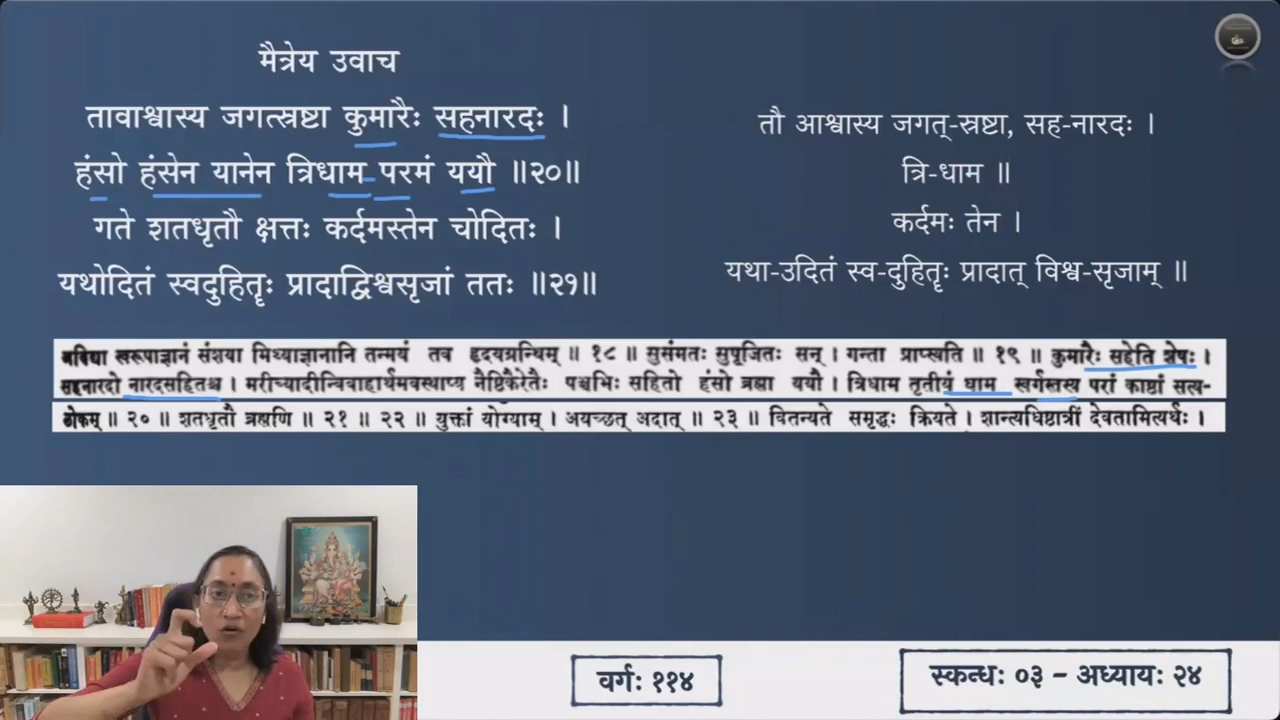 मैत्रेय उवाच
तावाश्वास्य जगत्स्रष्टा कुमारैः सहनारदः ।
हंसो हंसेन यानेन त्रिधाम परमं ययौ ॥२०॥
गते शतधृतौ क्षत्तः कर्दमस्तेन चोदितः ।
यथोदितं स्वदुहितॄः प्रादाद्विश्वसृजां ततः ॥२१॥
तौ आश्वास्य जगत्-स्रष्टा, सह-नारदः ।
त्रि-धाम ॥
कर्दमः तेन ।
यथा-उदितं स्व-दुहितॄः प्रादात् विश्व-सृजाम् ॥
अविद्या स्वरूपाज्ञानं संशया मिथ्याज्ञानानि तन्मयं तव हृदयग्रन्थिम् ॥ १८ ॥ सुसंमतः सुपूजितः सन् । गन्ता प्राप्स्यति ॥ १९ ॥ कुमारैः सहेति शेषः ।
सहनारदो नारदसहितश्च । मरीच्यादीन्विवाहार्थमवस्थाप्य नैष्ठिकैरेतैः पञ्चभिः सहितो हंसो ब्रह्मा ययौ । त्रिधाम तृतीयं धाम स्वर्गस्तस्य परां काष्ठां सत्य-
लोकम् ॥ २० ॥ शतधृतौ ब्रह्मणि ॥ २१ ॥ २२ ॥ युक्तां योग्याम् । अयच्छत् अदात् ॥ २३ ॥ वितन्यते समृद्धः क्रियते । शान्त्यधिष्ठात्रीं देवतामित्यर्थः ।
वर्गः ११४
स्कन्धः ०३ - अध्यायः २४